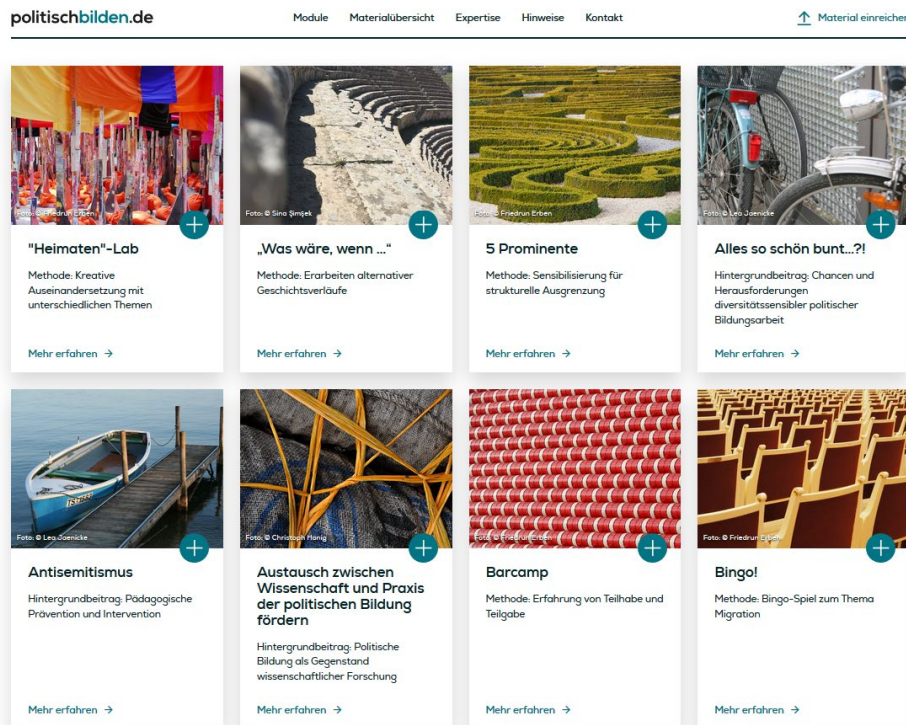 politischbilden.de
Module Materialübersicht Expertise Hinweise Kontakt
Material einreichen
Foto: © Friedrun Erben
"Heimaten"-Lab
Methode: Kreative
Auseinandersetzung mit
unterschiedlichen Themen
Mehr erfahren →
Foto: © Sina Şimşek
„Was wäre, wenn ...“
Methode: Erarbeiten alternativer
Geschichtsverläufe
Mehr erfahren →
Foto: © Friedrun Erben
5 Prominente
Methode: Sensibilisierung für
strukturelle Ausgrenzung
Mehr erfahren →
Foto: © Lea Jaenicke
Alles so schön bunt...?!
Hintergrundbeitrag: Chancen und
Herausforderungen
diversitätssensibler politischer
Bildungsarbeit
Mehr erfahren →
Foto: © Lea Jaenicke
Antisemitismus
Hintergrundbeitrag: Pädagogische
Prävention und Intervention
Mehr erfahren →
Foto: © Christoph Honig
Austausch zwischen
Wissenschaft und Praxis
der politischen Bildung
fördern
Hintergrundbeitrag: Politische
Bildung als Gegenstand
wissenschaftlicher Forschung
Mehr erfahren →
Foto: © Friedrun Erben
Barcamp
Methode: Erfahrung von Teilhabe und
Teilgabe
Mehr erfahren →
Foto: © Friedrun Erben
Bingo!
Methode: Bingo-Spiel zum Thema
Migration
Mehr erfahren →